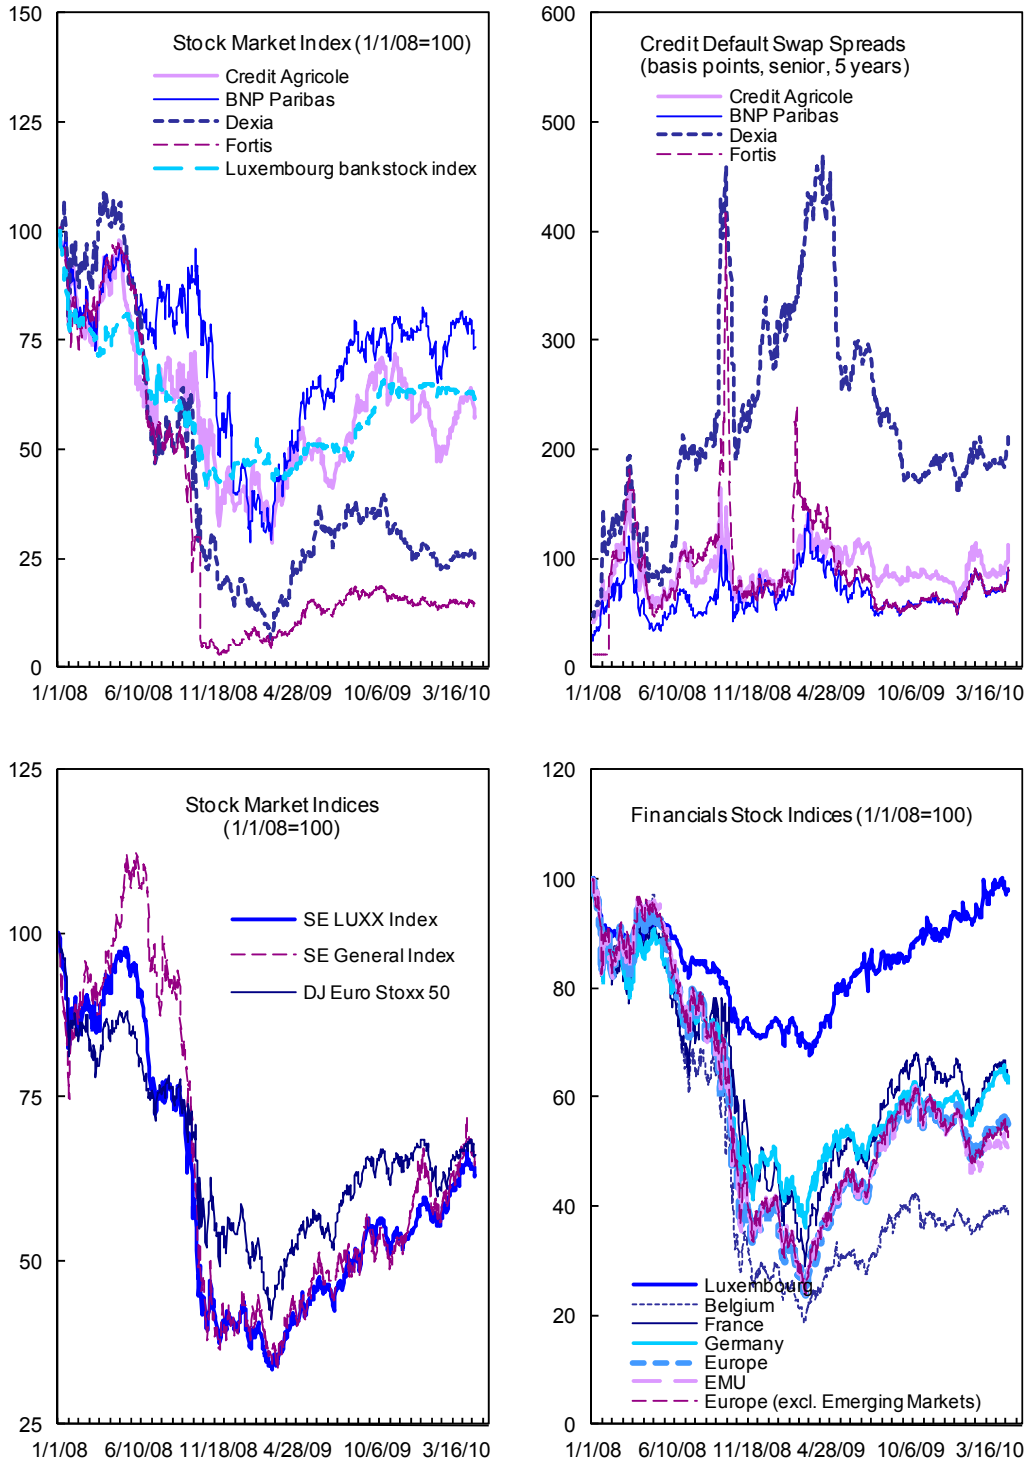 Stock Market Index (1/1/08=100)
Credit Agricole
BNP Paribas
Dexia
Fortis
Luxembourg bank stock index
150
125
100
75
50
25
0
1/1/08 6/10/08 11/18/08 4/28/09 10/6/09 3/16/10
Credit Default Swap Spreads
(basis points, senior, 5 years)
Credit Agricole
BNP Paribas
Dexia
Fortis
600
500
400
300
200
100
0
1/1/08 6/10/08 11/18/08 4/28/09 10/6/09 3/16/10
Stock Market Indices
(1/1/08=100)
SE LUXX Index
SE General Index
DJ Euro Stoxx 50
125
100
75
50
25
1/1/08 6/10/08 11/18/08 4/28/09 10/6/09 3/16/10
Financials Stock Indices (1/1/08=100)
120
100
80
60
40
20
0
Luxembourg
Belgium
France
Germany
Europe
EMU
Europe (excl. Emerging Markets)
1/1/08 6/10/08 11/18/08 4/28/09 10/6/09 3/16/10